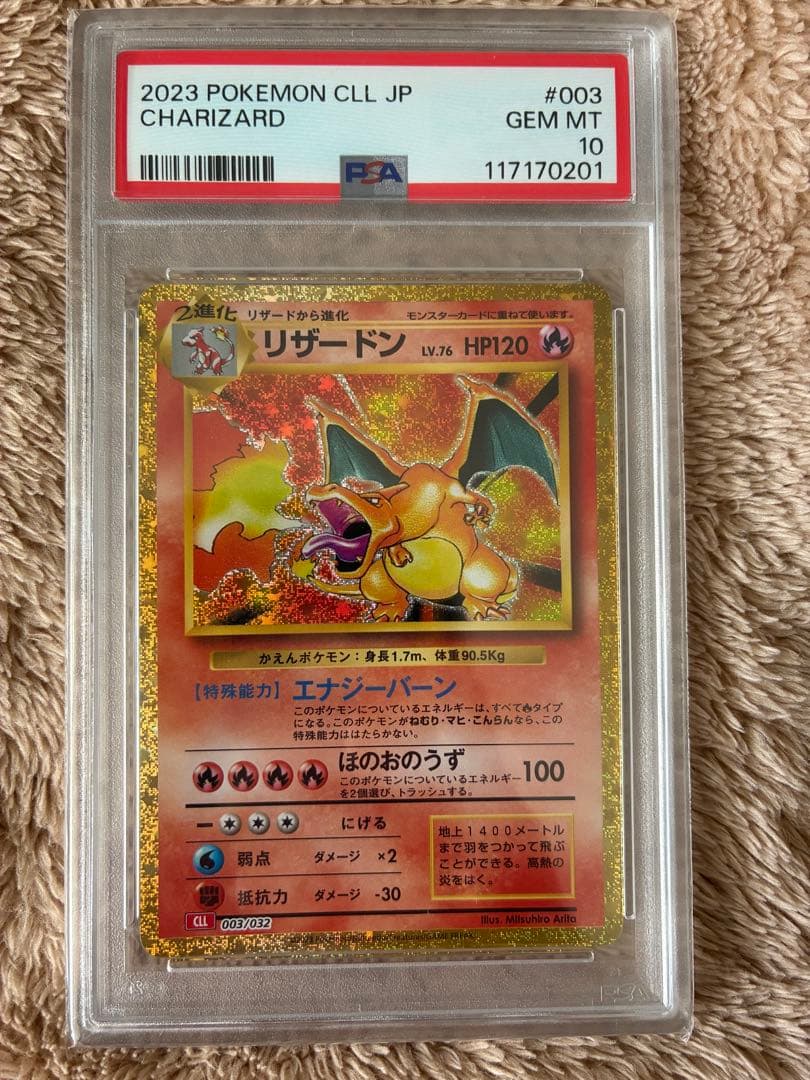 2023 POKEMON CLL JP #003
CHARIZARD GEM MT
10
PSA 117170201
2進化 リザードから進化 モンスターカードに重ねて使います。
リザードン LV.76 HP120
かえんポケモン：身長1.7m、体重90.5Kg
【特殊能力】エナジーバーン
このポケモンについているエネルギーは、すべて🔥タイプ
になる。このポケモンがねむり・マヒ・こんらんなら、この
特殊能力ははたらかない。
ほのおのうず 100
このポケモンについているエネルギー
を2個選び、トラッシュする。
ー にげる
弱点 ダメージ ×2
抵抗力 ダメージ -30
地上1400メートル
まで羽をつかって飛ぶ
ことができる。高熱の
炎をはく。
Illus. Mitsuhiro Arita
CLL 003/032
PSA